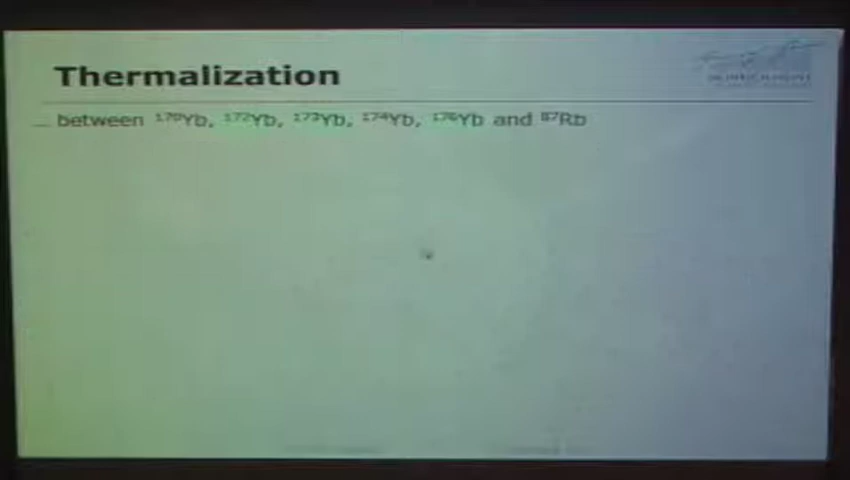 Thermalization
... between ¹⁷⁰Yb, ¹⁷²Yb, ¹⁷³Yb, ¹⁷⁴Yb, ¹⁷⁶Yb and ⁸⁷Rb